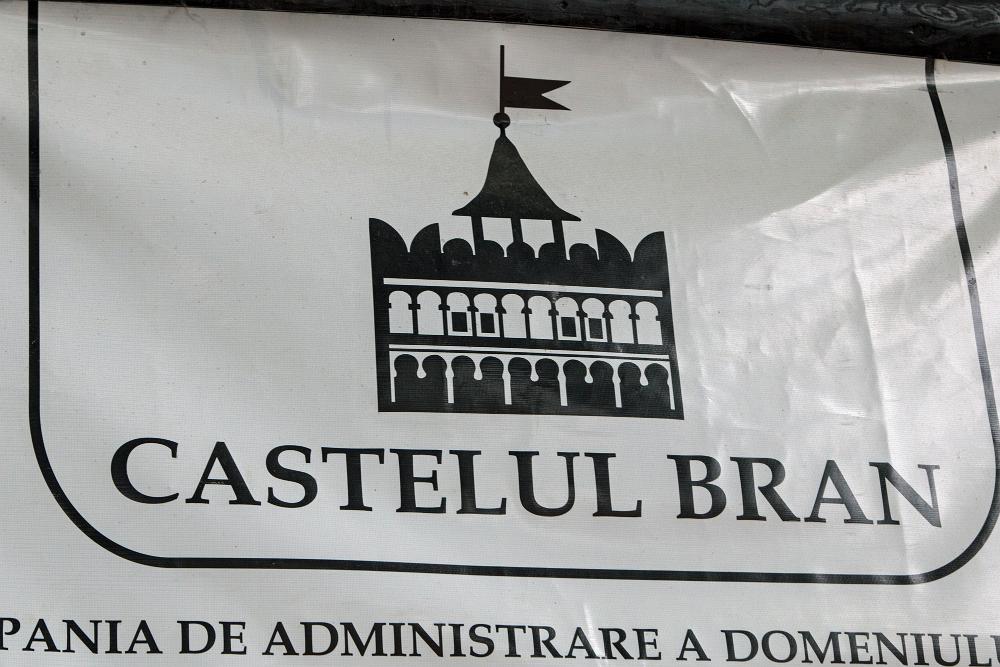 CASTELUL BRAN
PANIA DE ADMINISTRARE A DOMENIUL